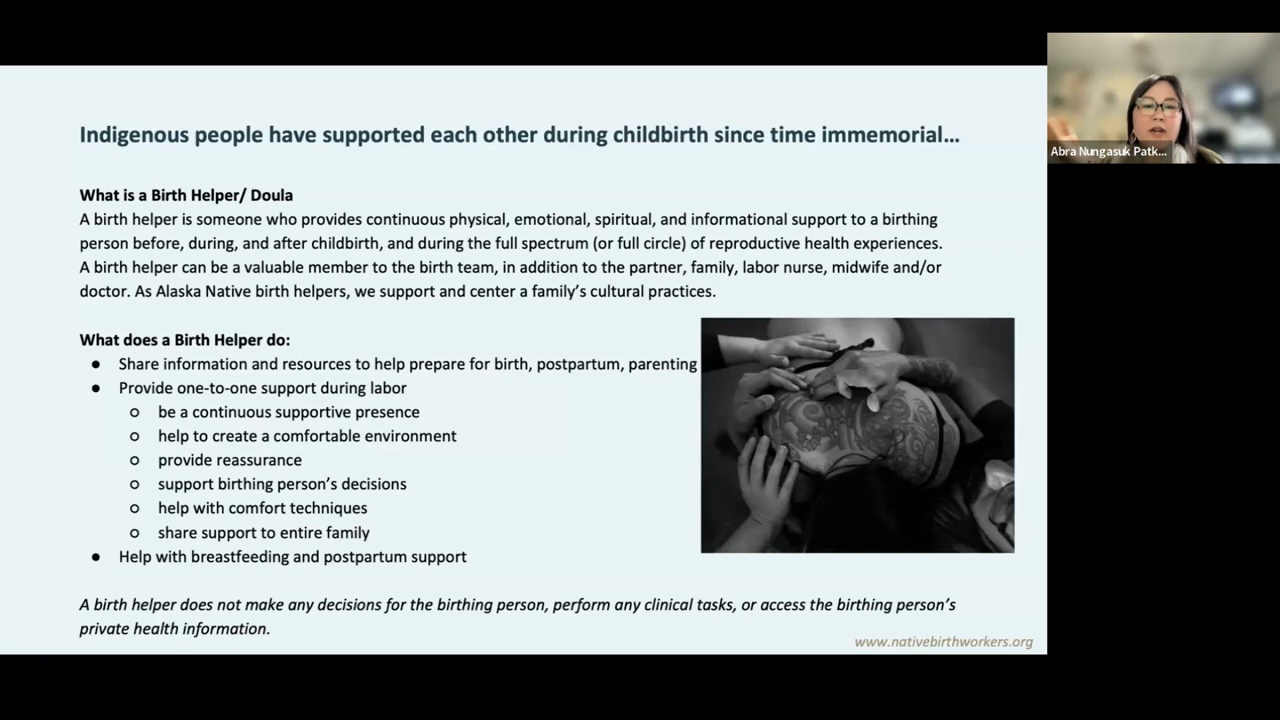 Indigenous people have supported each other during childbirth since time immemorial…
What is a Birth Helper/ Doula
A birth helper is someone who provides continuous physical, emotional, spiritual, and informational support to a birthing
person before, during, and after childbirth, and during the full spectrum (or full circle) of reproductive health experiences.
A birth helper can be a valuable member to the birth team, in addition to the partner, family, labor nurse, midwife and/or
doctor. As Alaska Native birth helpers, we support and center a family's cultural practices.
What does a Birth Helper do:
● Share information and resources to help prepare for birth, postpartum, parenting
● Provide one-to-one support during labor
○ be a continuous supportive presence
○ help to create a comfortable environment
○ provide reassurance
○ support birthing person's decisions
○ help with comfort techniques
○ share support to entire family
● Help with breastfeeding and postpartum support
A birth helper does not make any decisions for the birthing person, perform any clinical tasks, or access the birthing person's
private health information.
www.nativebirthworkers.org
Abra Nungasuk Patk...